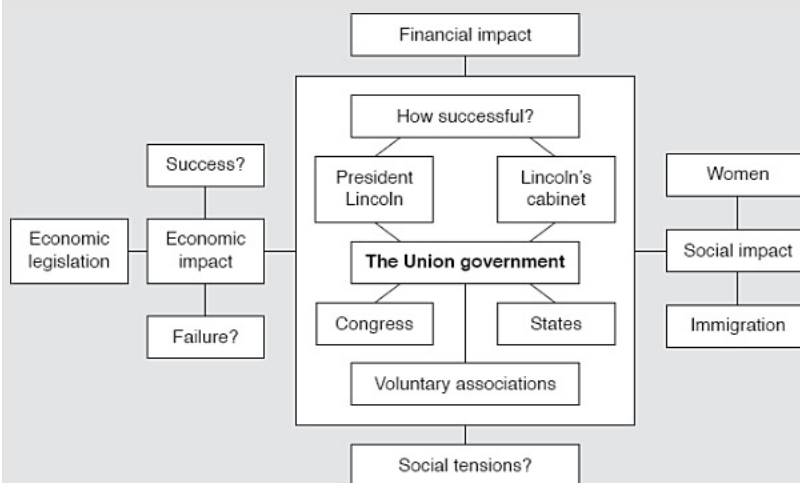 Financial impact
How successful?
Success?
President
Lincoln
Lincoln's
cabinet
Women
Economic
legislation
Economic
impact
The Union government
Social impact
Congress
States
Failure?
Immigration
Voluntary associations
Social tensions?